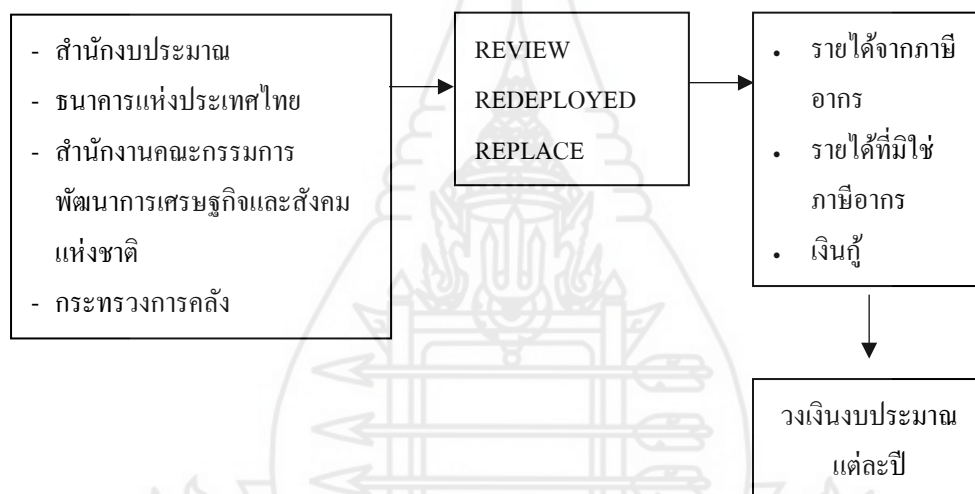 - สำนักงบประมาณ
- ธนาคารแห่งประเทศไทย
- สำนักงานคณะกรรมการ
พัฒนาการเศรษฐกิจและสังคม
แห่งชาติ
- กระทรวงการคลัง
REVIEW
REDEPLOYED
REPLACE
• รายได้จากภาษี
อากร
• รายได้ที่มิใช่
ภาษีอากร
• เงินกู้
วงเงินงบประมาณ
แต่ละปี